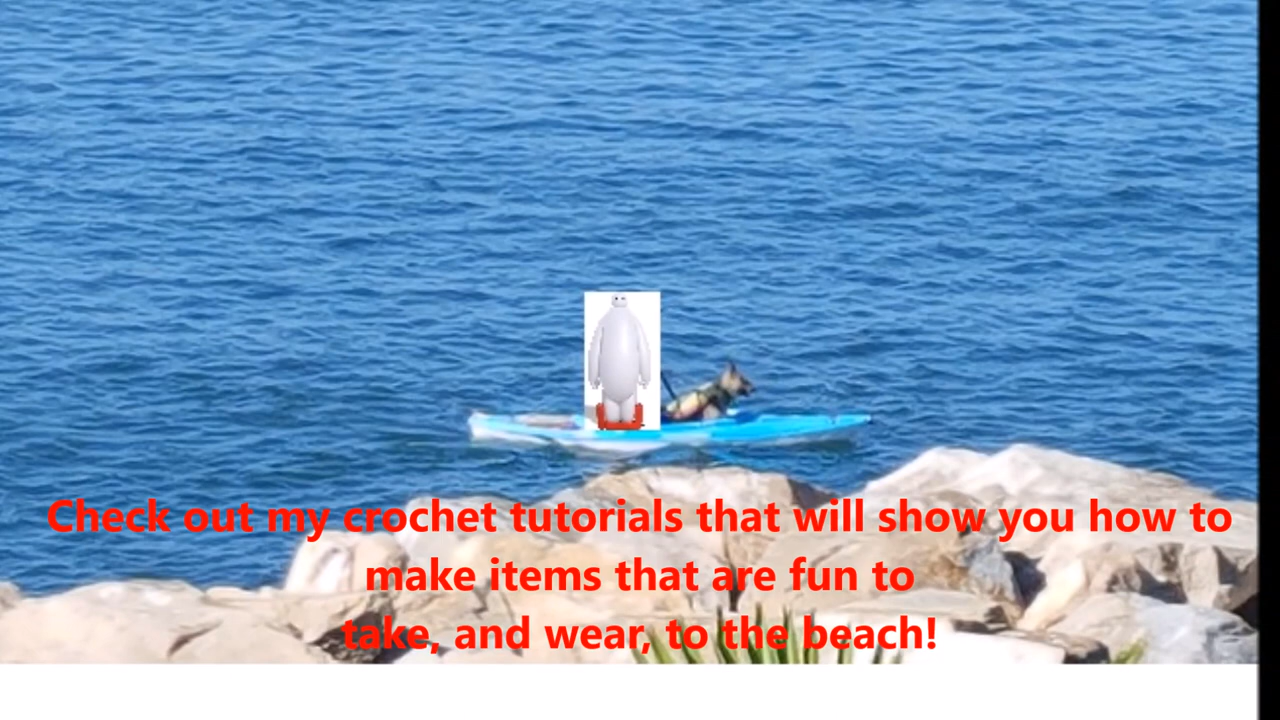 Check out my crochet tutorials that will show you how to
make items that are fun to
take, and wear, to the beach!